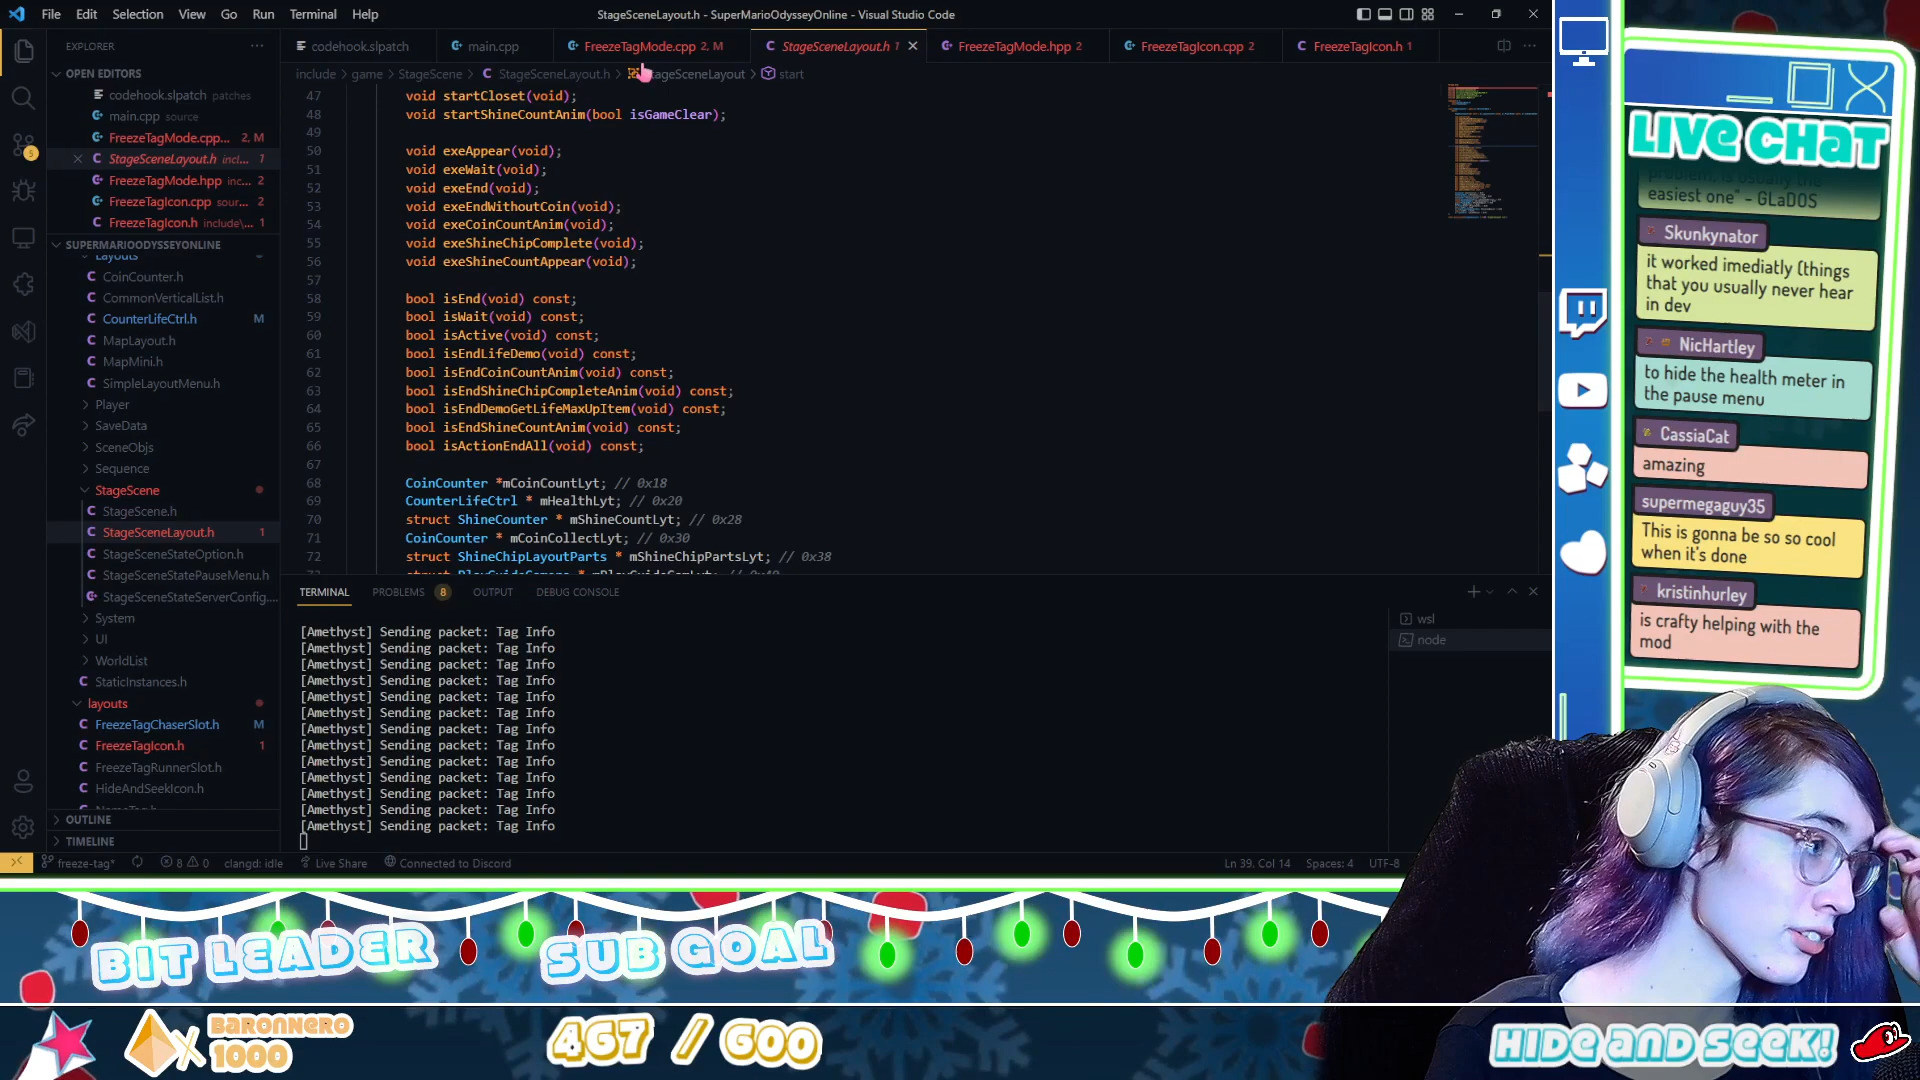 File Edit Selection View Go Run Terminal Help
StageSceneLayout.h - SuperMarioOdysseyOnline - Visual Studio Code
EXPLORER
codehook.slpatch
main.cpp
FreezeTagMode.cpp 2, M
StageSceneLayout.h 1
FreezeTagMode.hpp 2
FreezeTagIcon.cpp 2
FreezeTagIcon.h 1
include > game > StageScene > StageSceneLayout.h > StageSceneLayout > start
OPEN EDITORS
codehook.slpatch patches
main.cpp source
FreezeTagMode.cpp... 2, M
StageSceneLayout.h incl... 1
FreezeTagMode.hpp inc... 2
FreezeTagIcon.cpp sour... 2
FreezeTagIcon.h include\... 1
SUPERMARIOODYSSEYONLINE
Layouts
CoinCounter.h
CommonVerticalList.h
CounterLifeCtrl.h M
MapLayout.h
MapMini.h
SimpleLayoutMenu.h
Player
SaveData
SceneObjs
Sequence
StageScene
StageScene.h
StageSceneLayout.h 1
StageSceneStateOption.h
StageSceneStatePauseMenu.h
StageSceneStateServerConfig....
System
UI
WorldList
StaticInstances.h
layouts
FreezeTagChaserSlot.h M
FreezeTagIcon.h 1
FreezeTagRunnerSlot.h
HideAndSeekIcon.h
OUTLINE
TIMELINE
47 void startCloset(void);
48 void startShineCountAnim(bool isGameClear);
49
50 void exeAppear(void);
51 void exeWait(void);
52 void exeEnd(void);
53 void exeEndWithoutCoin(void);
54 void exeCoinCountAnim(void);
55 void exeShineChipComplete(void);
56 void exeShineCountAppear(void);
57
58 bool isEnd(void) const;
59 bool isWait(void) const;
60 bool isActive(void) const;
61 bool isEndLifeDemo(void) const;
62 bool isEndCoinCountAnim(void) const;
63 bool isEndShineChipCompleteAnim(void) const;
64 bool isEndDemoGetLifeMaxUpItem(void) const;
65 bool isEndShineCountAnim(void) const;
66 bool isActionEndAll(void) const;
67
68 CoinCounter *mCoinCountLyt; // 0x18
69 CounterLifeCtrl * mHealthLyt; // 0x20
70 struct ShineCounter * mShineCountLyt; // 0x28
71 CoinCounter * mCoinCollectLyt; // 0x30
72 struct ShineChipLayoutParts * mShineChipPartsLyt; // 0x38
TERMINAL PROBLEMS 8 OUTPUT DEBUG CONSOLE
wsl
node
[Amethyst] Sending packet: Tag Info
[Amethyst] Sending packet: Tag Info
[Amethyst] Sending packet: Tag Info
[Amethyst] Sending packet: Tag Info
[Amethyst] Sending packet: Tag Info
[Amethyst] Sending packet: Tag Info
[Amethyst] Sending packet: Tag Info
[Amethyst] Sending packet: Tag Info
[Amethyst] Sending packet: Tag Info
[Amethyst] Sending packet: Tag Info
[Amethyst] Sending packet: Tag Info
[Amethyst] Sending packet: Tag Info
[Amethyst] Sending packet: Tag Info
freeze-tag* 8 0 clangd: idle Live Share Connected to Discord Ln 39, Col 14 Spaces: 4 UTF-8
5
LIVE CHAT
problem, is usually the
easiest one" - GLaDOS
Skunkynator
it worked imediatly (things
that you usually never hear
in dev
NicHartley
to hide the health meter in
the pause menu
CassiaCat
amazing
supermegaguy35
This is gonna be so so cool
when it's done
kristinhurley
is crafty helping with the
mod
BIT LEADER
SUB GOAL
BARONNERO
1000
467 / 600
HIDE AND SEEK!